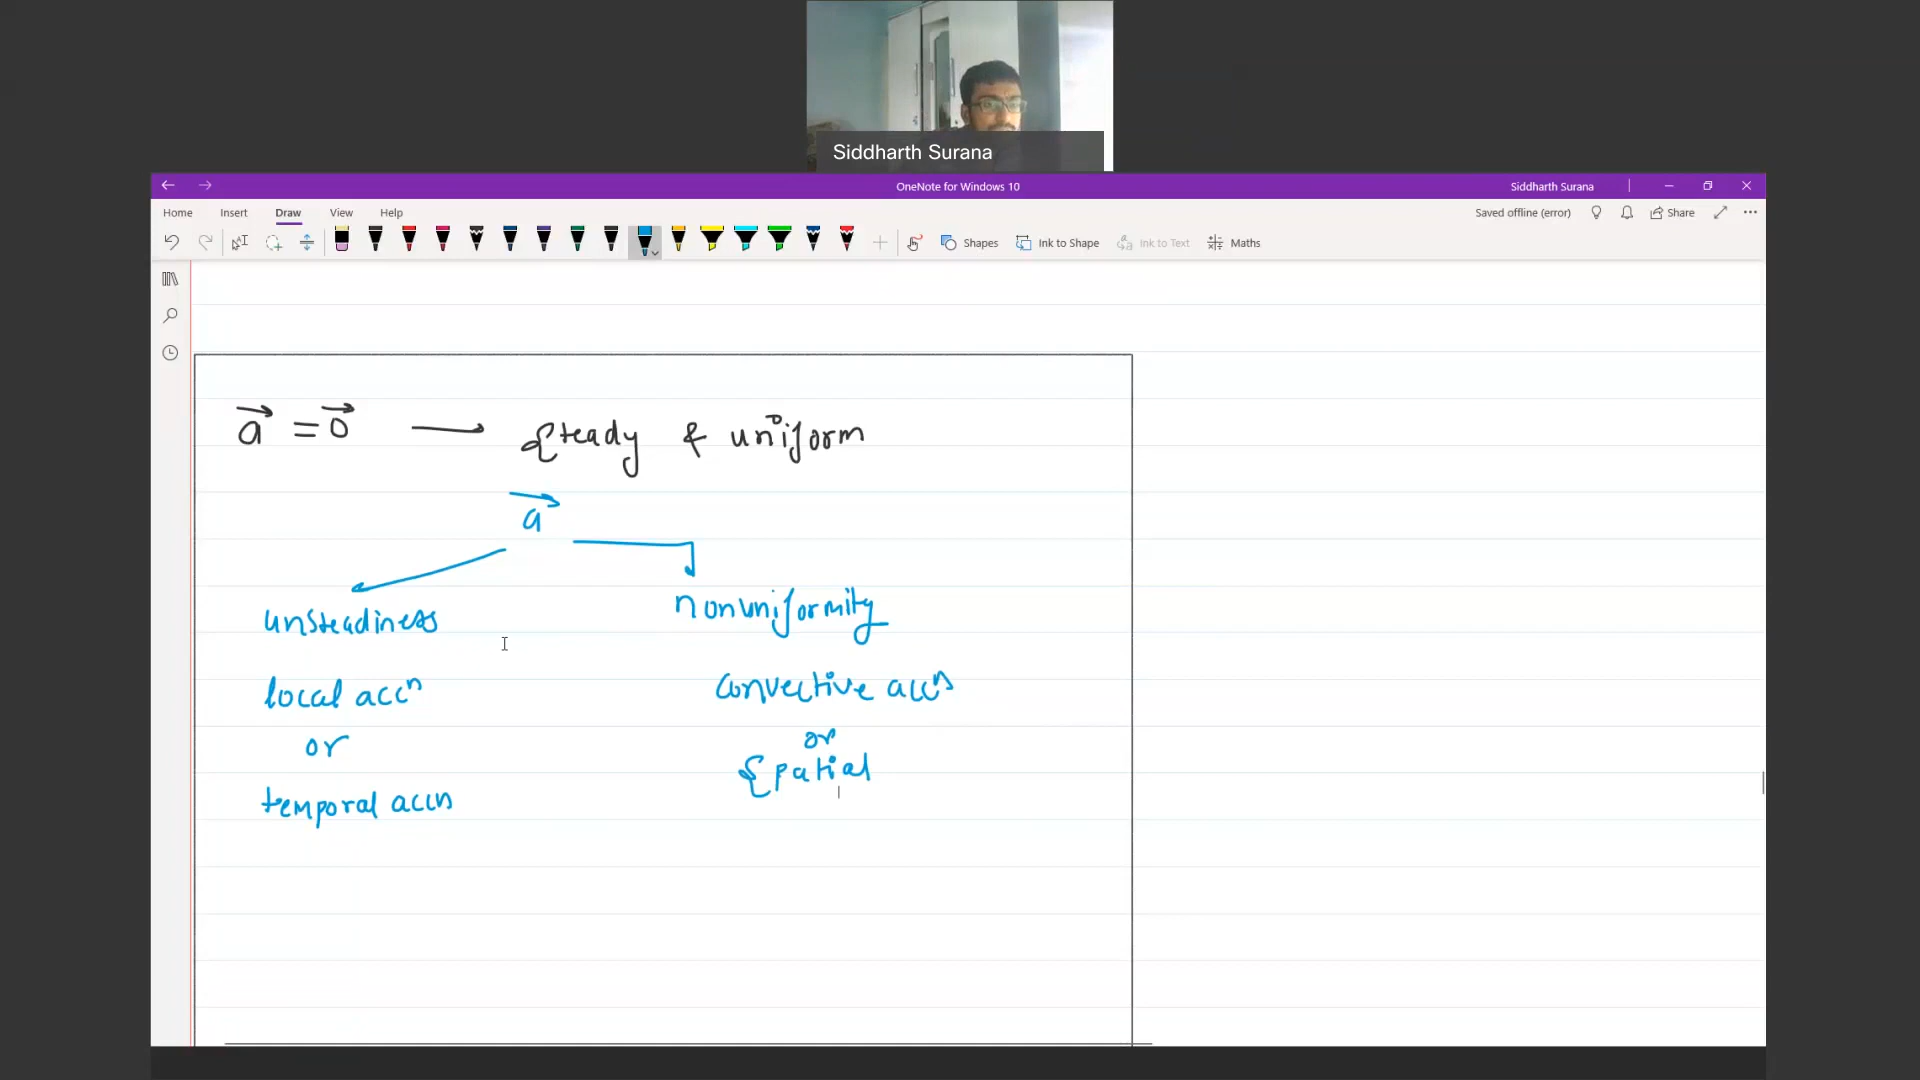 Siddharth Surana
OneNote for Windows 10
Siddharth Surana
Home Insert Draw View Help
Saved offline (error)
Share
Shapes
Ink to Shape
Ink to Text
Maths
a⃗ = 0⃗ → Steady & uniform
a⃗
unsteadiness
nonuniformity
local accⁿ
convective accⁿ
or
or
spatial
temporal accn